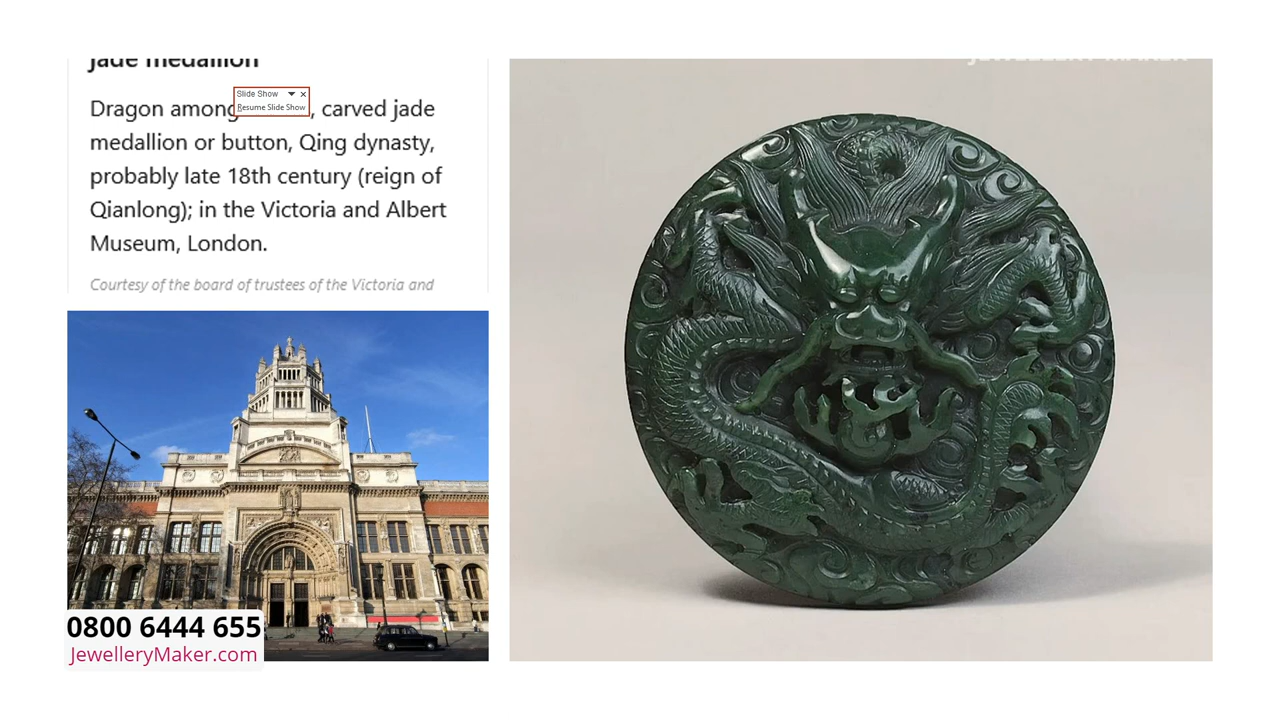 jade medallion
Slide Show
Resume Slide Show
Dragon among , carved jade
medallion or button, Qing dynasty,
probably late 18th century (reign of
Qianlong); in the Victoria and Albert
Museum, London.
Courtesy of the board of trustees of the Victoria and
0800 6444 655
JewelleryMaker.com